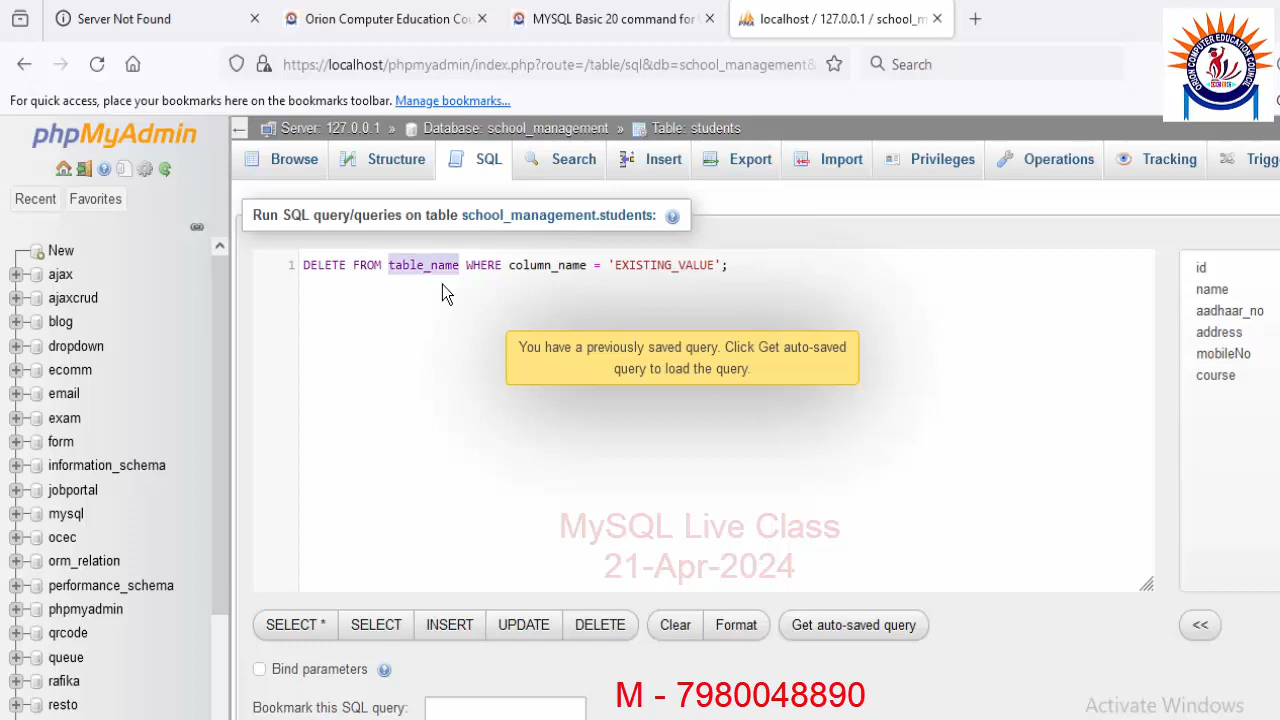 Server Not Found
Orion Computer Education Cou
MYSQL Basic 20 command for
localhost / 127.0.0.1 / school_m
https://localhost/phpmyadmin/index.php?route=/table/sql&db=school_management&
Search
ORION COMPUTER EDUCATION COUNCIL
For quick access, place your bookmarks here on the bookmarks toolbar. Manage bookmarks...
phpMyAdmin
Server: 127.0.0.1 » Database: school_management » Table: students
Browse Structure SQL Search Insert Export Import Privileges Operations Tracking Trigg
Recent Favorites
Run SQL query/queries on table school_management.students:
New
ajax
ajaxcrud
blog
dropdown
ecomm
email
exam
form
information_schema
jobportal
mysql
ocec
orm_relation
performance_schema
phpmyadmin
qrcode
queue
rafika
resto
1 DELETE FROM table_name WHERE column_name = 'EXISTING_VALUE';
You have a previously saved query. Click Get auto-saved
query to load the query.
id
name
aadhaar_no
address
mobileNo
course
MySQL Live Class
21-Apr-2024
SELECT * SELECT INSERT UPDATE DELETE Clear Format Get auto-saved query <<
Bind parameters
Bookmark this SQL query:
M - 7980048890
Activate Windows